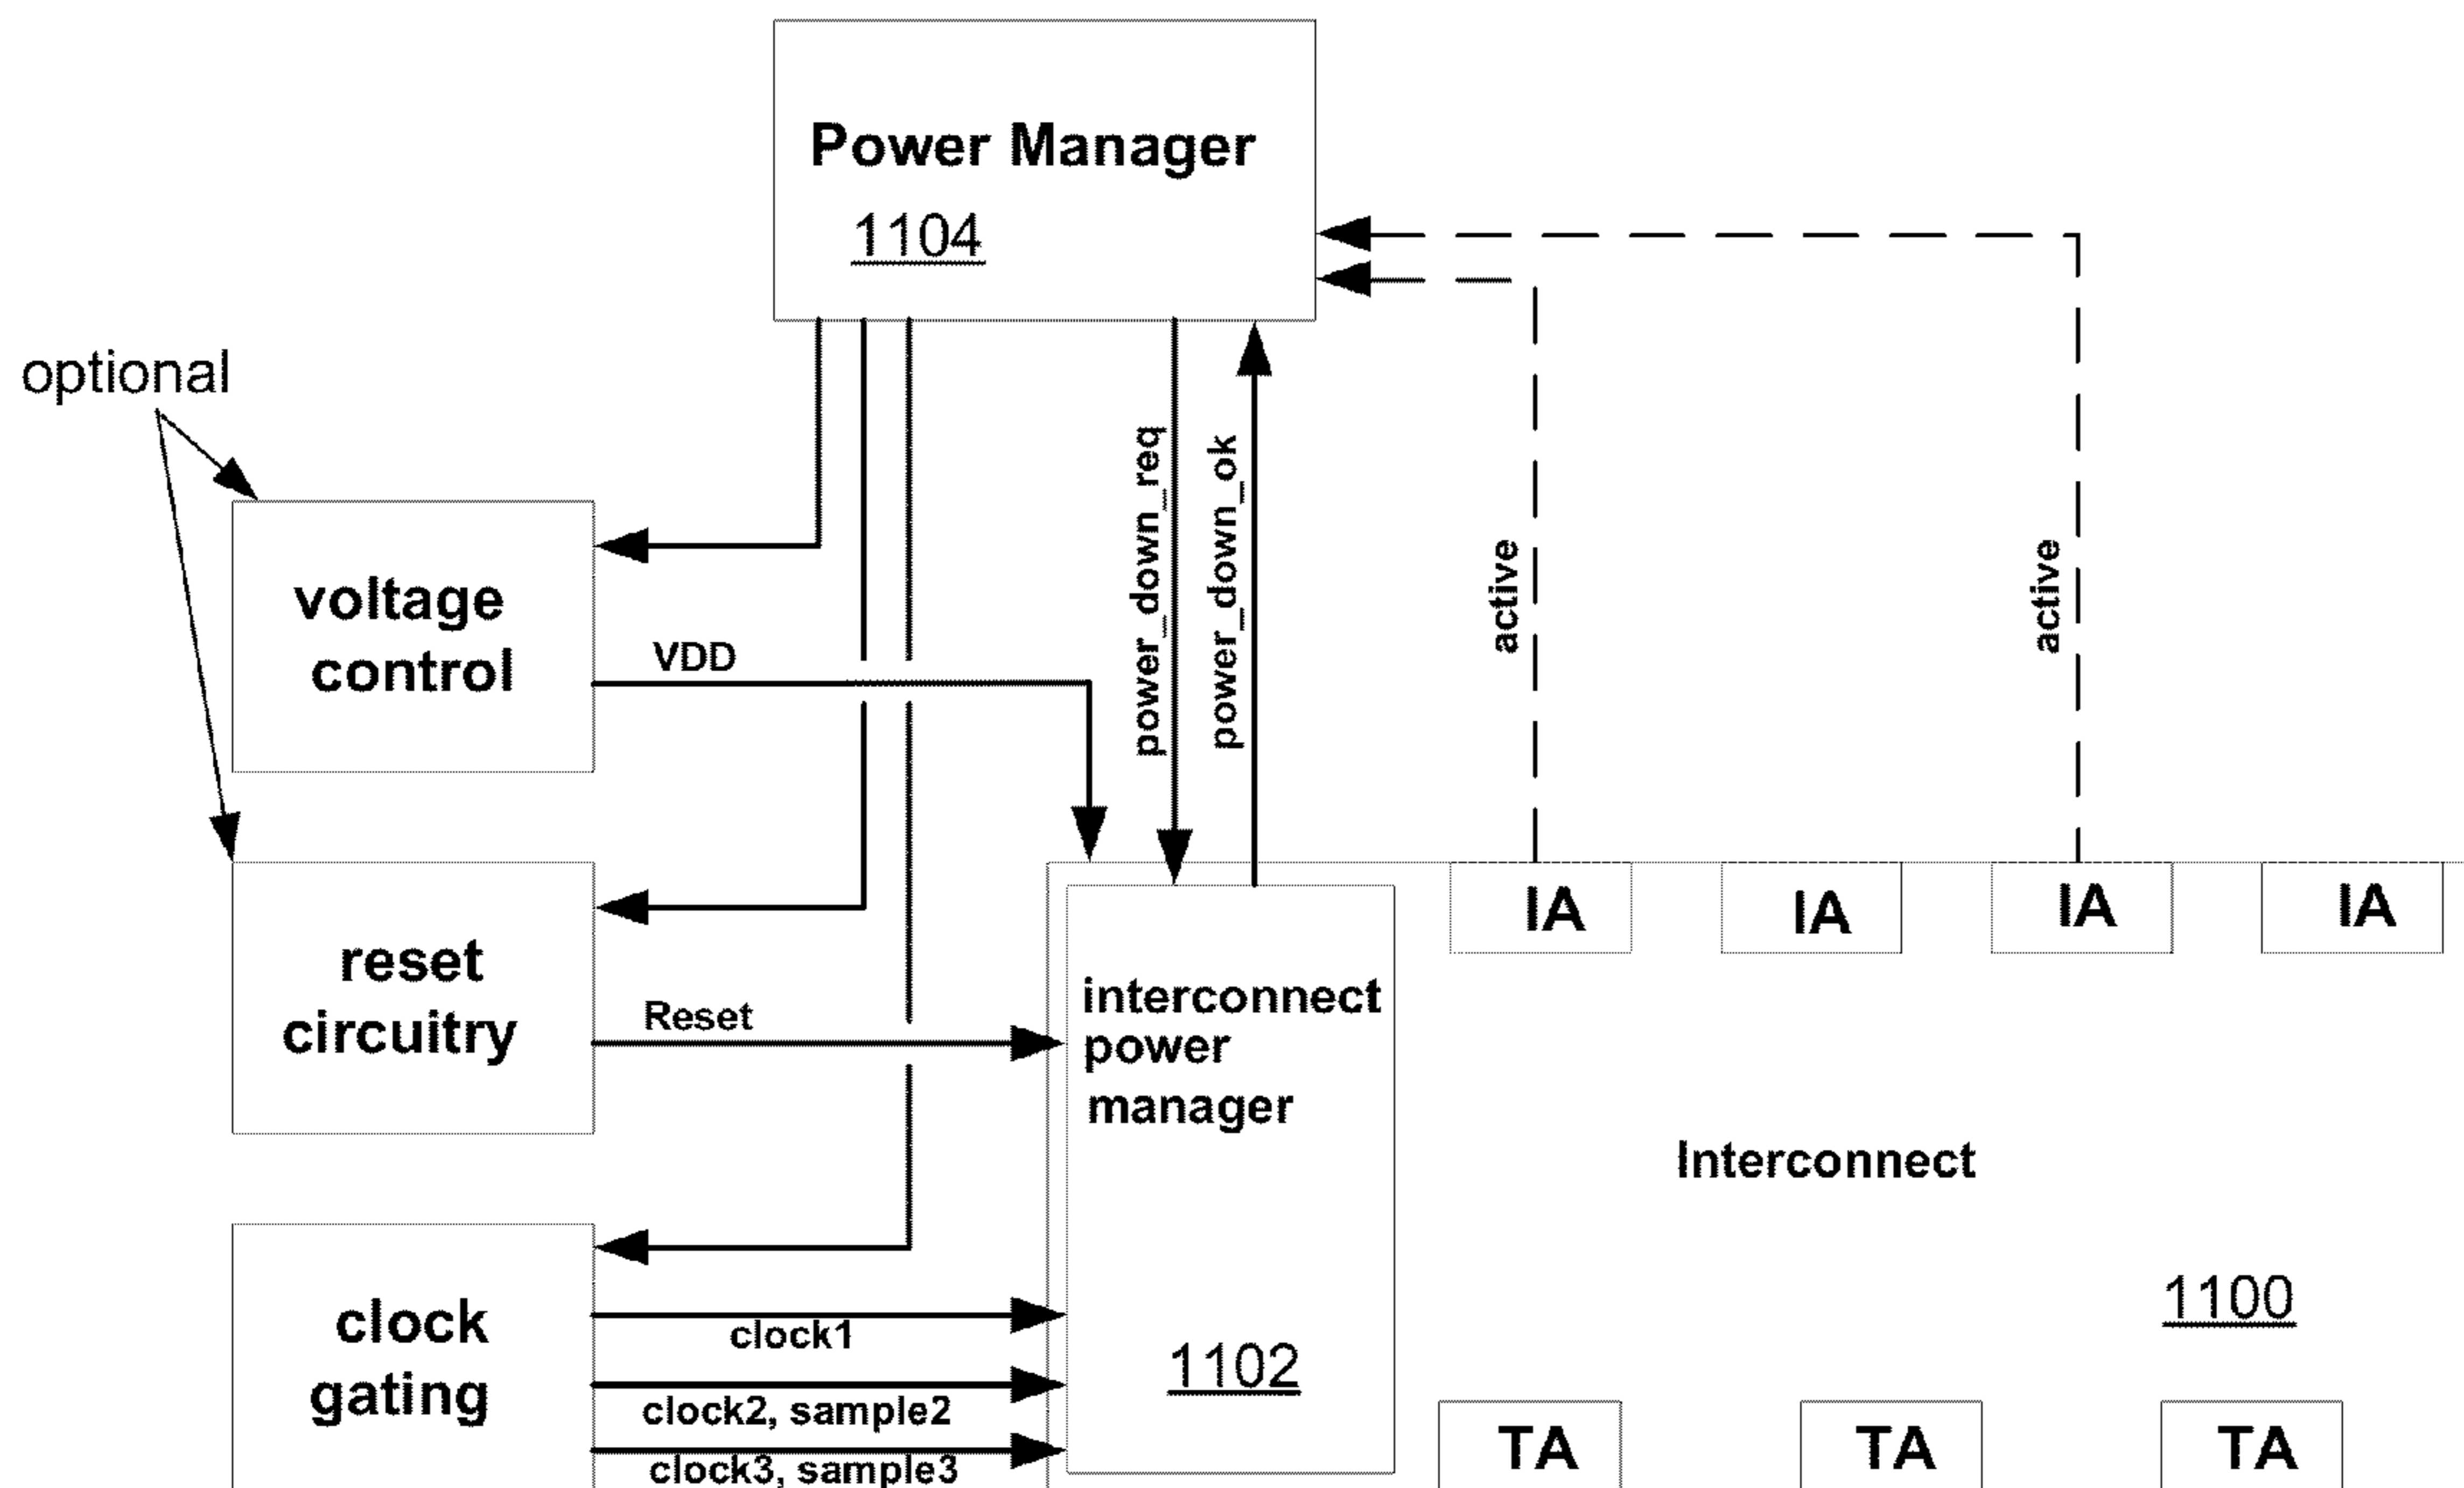 Power Manager
1104
optional
power_down_req
power_down_ok
active
active
voltage
control
VDD
IA
IA
IA
IA
reset
circuitry
Reset
interconnect
power
manager
Interconnect
1100
clock
gating
clock1
clock2, sample2
clock3, sample3
1102
TA
TA
TA